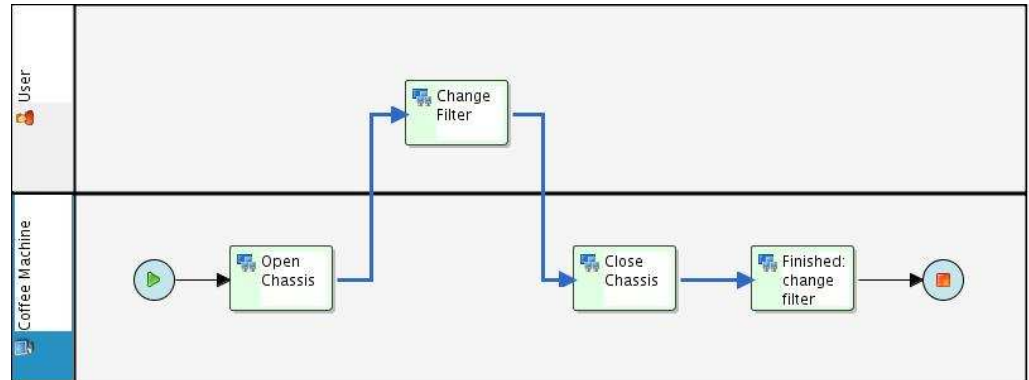 User
Change
Filter
Coffee Machine
Open
Chassis
Close
Chassis
Finished:
change
filter